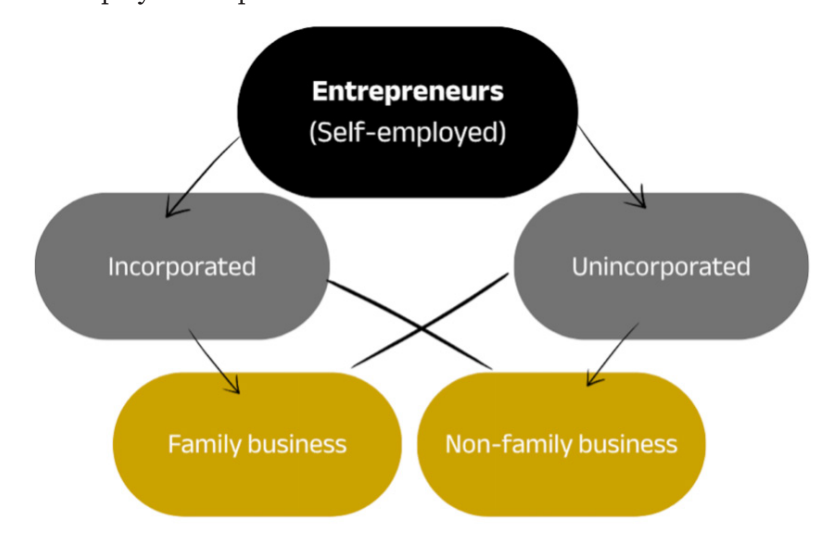 Entrepreneurs
(Self-employed)
Incorporated
Unincorporated
Family business
Non-family business